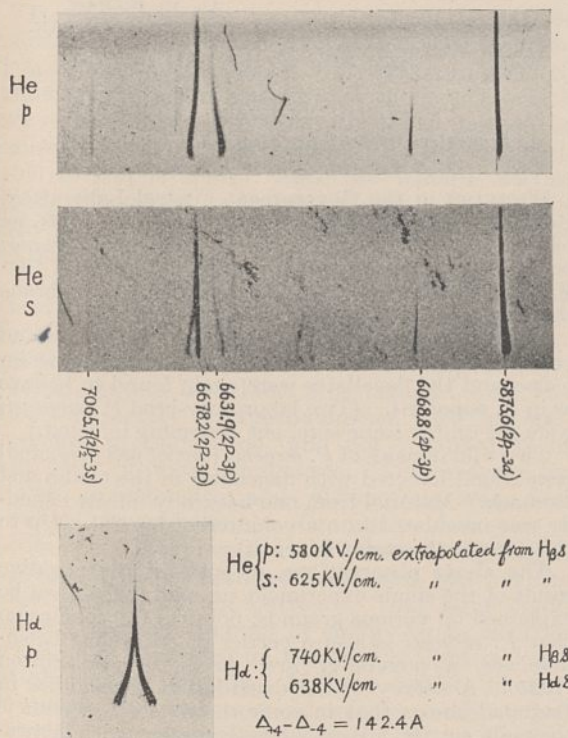 He
p
He
s
7065.7(2p₂-3s)
6678.2(2P-3D)
6631.9(2P-3P)
6068.8(2p-3p)
5875.6(2p-3d)
He { p: 580KV./cm. extrapolated from Hβs
s: 625KV./cm. " " "
Hα
p
Hα: { 740KV./cm. " " Hβs
638KV/cm " " Hαs
Δ+4-Δ-4 = 142.4A